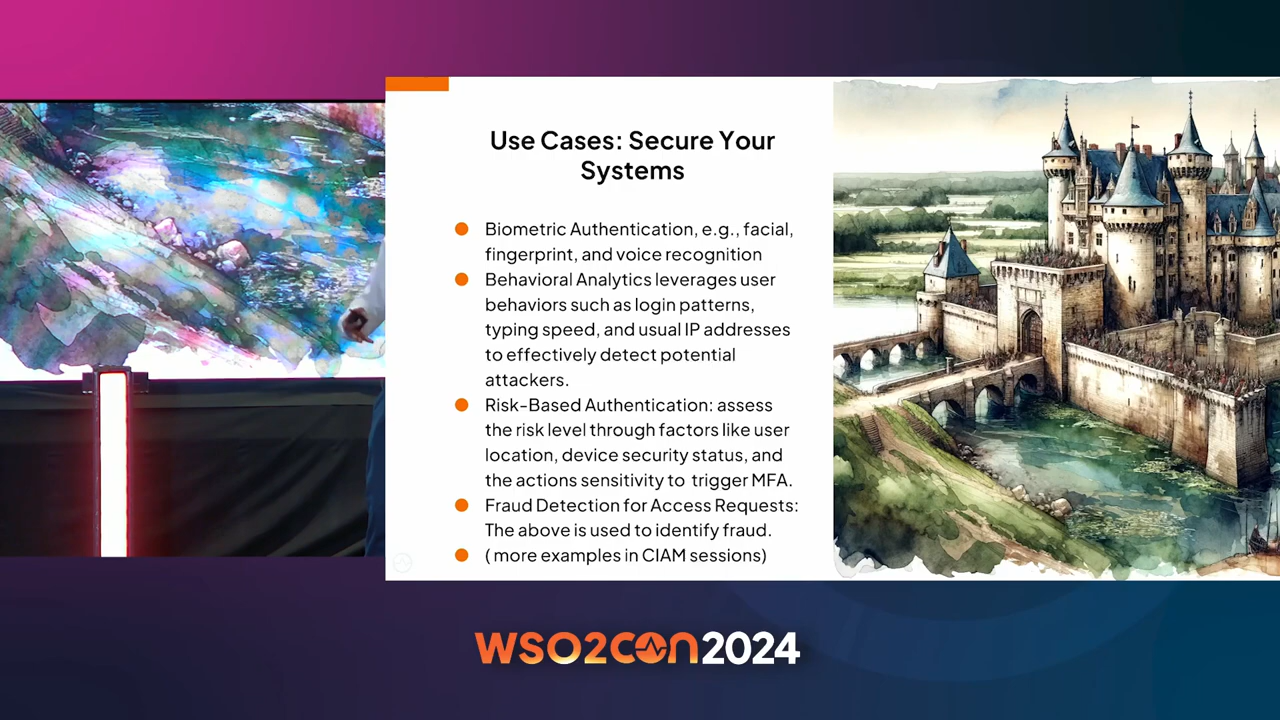 Use Cases: Secure Your
Systems
Biometric Authentication, e.g., facial,
fingerprint, and voice recognition
Behavioral Analytics leverages user
behaviors such as login patterns,
typing speed, and usual IP addresses
to effectively detect potential
attackers.
Risk-Based Authentication: assess
the risk level through factors like user
location, device security status, and
the actions sensitivity to trigger MFA.
Fraud Detection for Access Requests:
The above is used to identify fraud.
( more examples in CIAM sessions)
WSO2CON2024